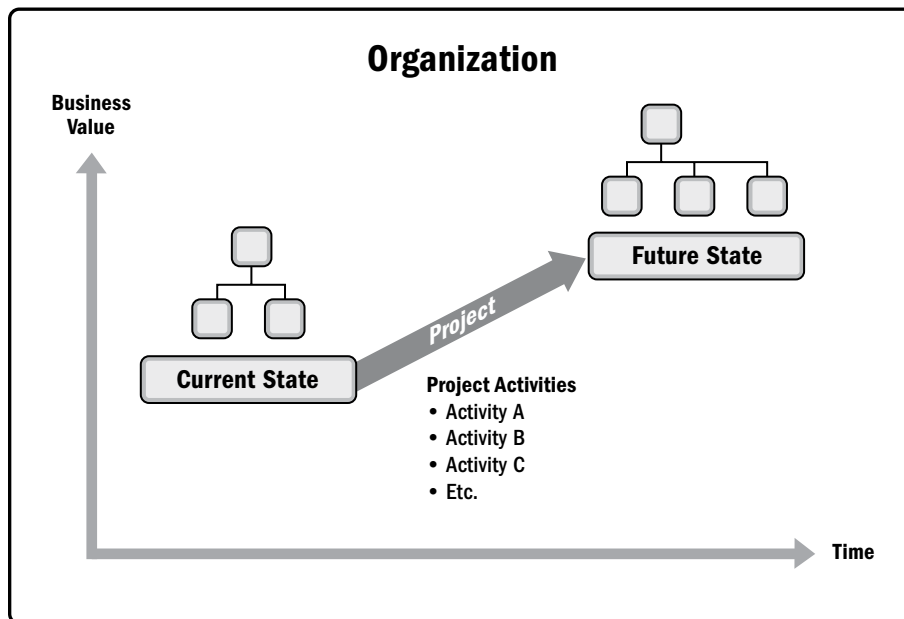 Organization
Business
Value
Future State
Project
Current State
Project Activities
• Activity A
• Activity B
• Activity C
• Etc.
Time